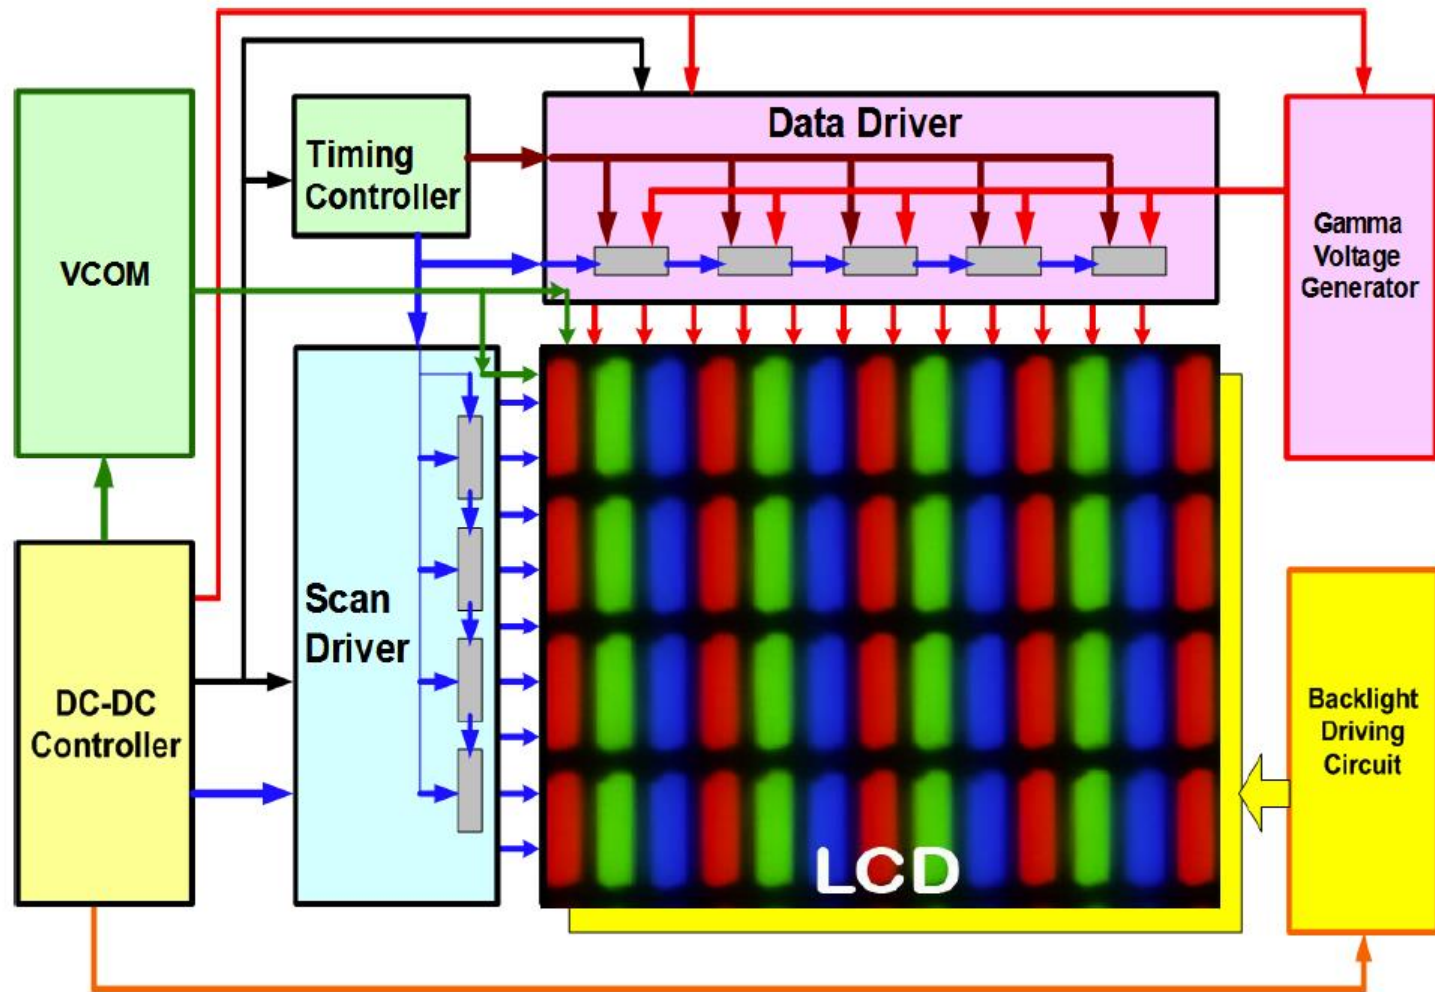 Data Driver
Timing
Controller
VCOM
Gamma
Voltage
Generator
Scan
Driver
DC-DC
Controller
Backlight
Driving
Circuit
LCD